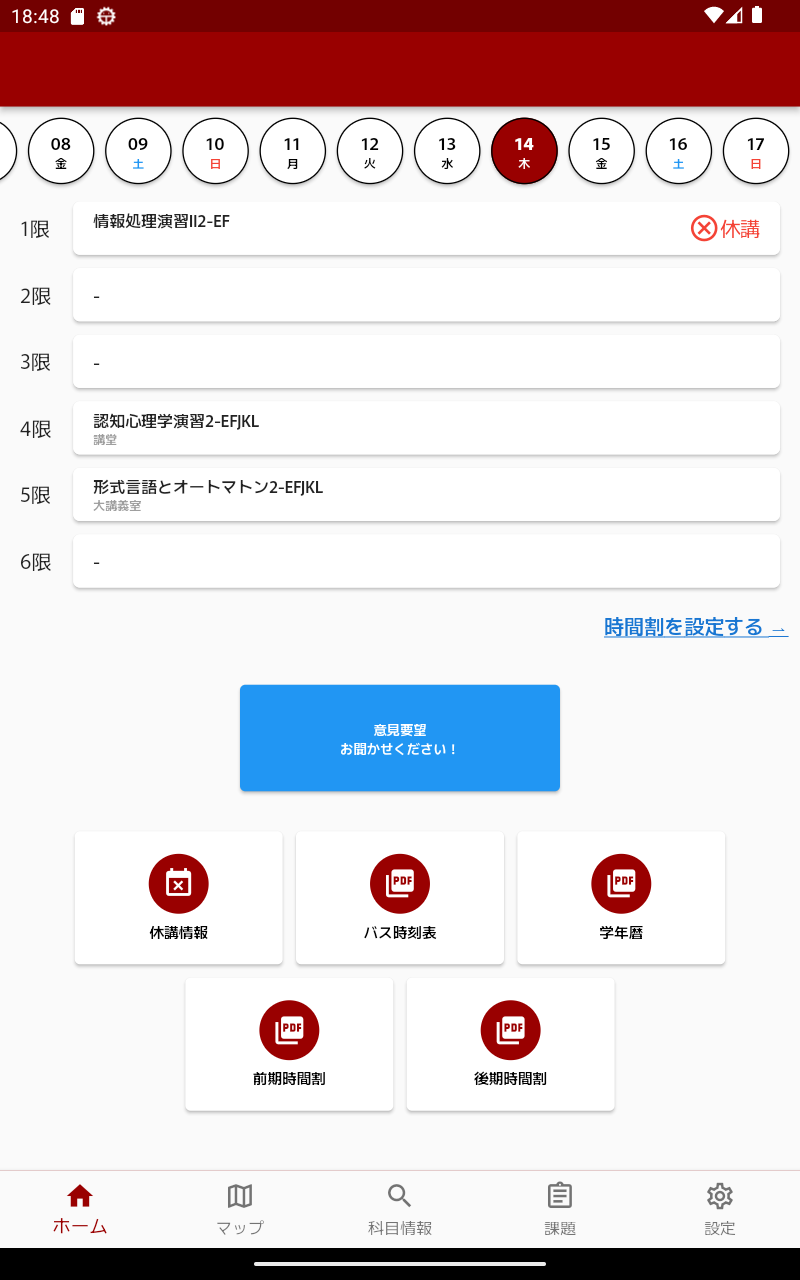 18:48
08 09 10 11 12 13 14 15 16 17
金 土 日 月 火 水 木 金 土 日
1限 情報処理演習II2-EF 休講
2限 -
3限 -
4限 認知心理学演習2-EFJKL
講堂
5限 形式言語とオートマトン2-EFJKL
大講義室
6限 -
時間割を設定する →
意見要望
お聞かせください！
休講情報 バス時刻表 学年暦
PDF PDF
前期時間割 後期時間割
PDF PDF
ホーム マップ 科目情報 課題 設定